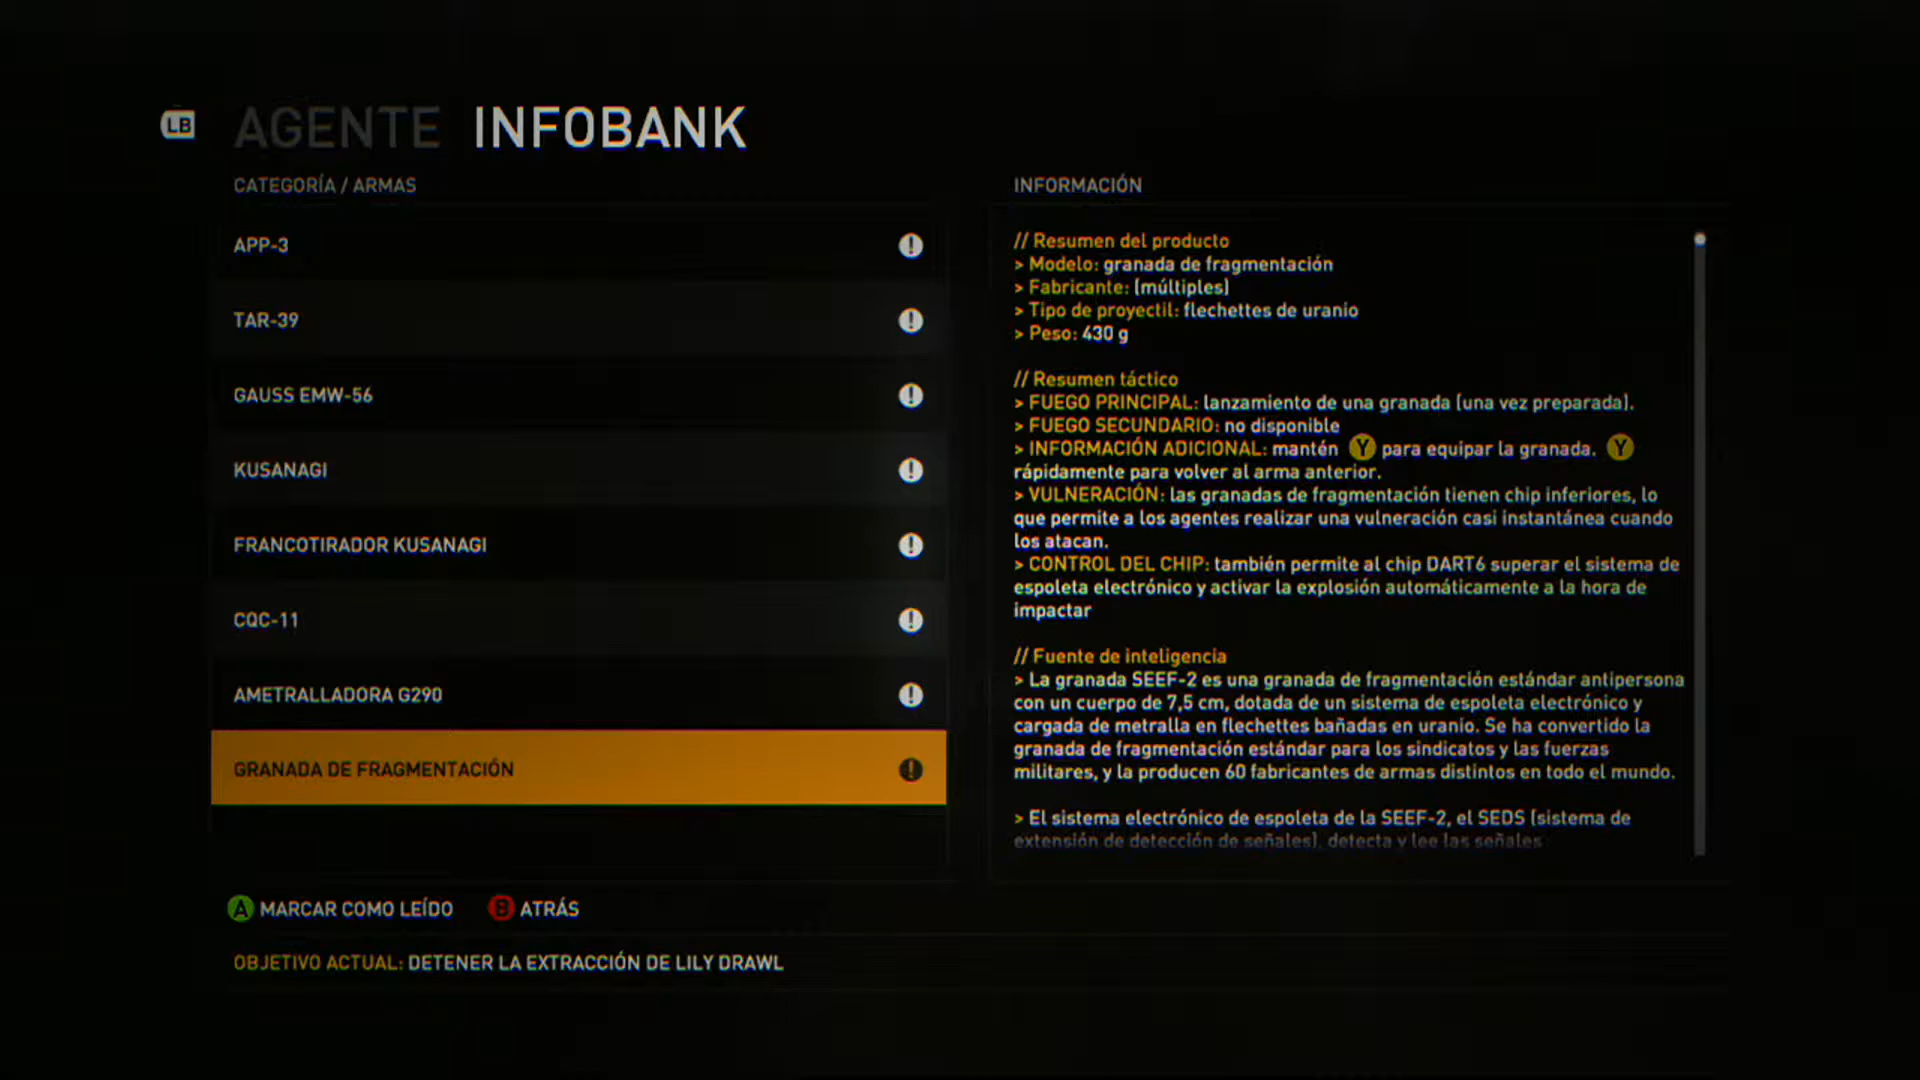 LB AGENTE INFOBANK
CATEGORÍA / ARMAS
APP-3
TAR-39
GAUSS EMW-56
KUSANAGI
FRANCOTIRADOR KUSANAGI
CQC-11
AMETRALLADORA G290
GRANADA DE FRAGMENTACIÓN
INFORMACIÓN
// Resumen del producto
> Modelo: granada de fragmentación
> Fabricante: (múltiples)
> Tipo de proyectil: flechettes de uranio
> Peso: 430 g
// Resumen táctico
> FUEGO PRINCIPAL: lanzamiento de una granada (una vez preparada).
> FUEGO SECUNDARIO: no disponible
> INFORMACIÓN ADICIONAL: mantén Y para equipar la granada. Y
rápidamente para volver al arma anterior.
> VULNERACIÓN: las granadas de fragmentación tienen chip inferiores, lo
que permite a los agentes realizar una vulneración casi instantánea cuando
los atacan.
> CONTROL DEL CHIP: también permite al chip DART6 superar el sistema de
espoleta electrónico y activar la explosión automáticamente a la hora de
impactar
// Fuente de inteligencia
> La granada SEEF-2 es una granada de fragmentación estándar antipersona
con un cuerpo de 7,5 cm, dotada de un sistema de espoleta electrónico y
cargada de metralla en flechettes bañadas en uranio. Se ha convertido la
granada de fragmentación estándar para los sindicatos y las fuerzas
militares, y la producen 60 fabricantes de armas distintos en todo el mundo.
> El sistema electrónico de espoleta de la SEEF-2, el SEDS (sistema de
extensión de detección de señales), detecta y lee las señales
A MARCAR COMO LEÍDO B ATRÁS
OBJETIVO ACTUAL: DETENER LA EXTRACCIÓN DE LILY DRAWL